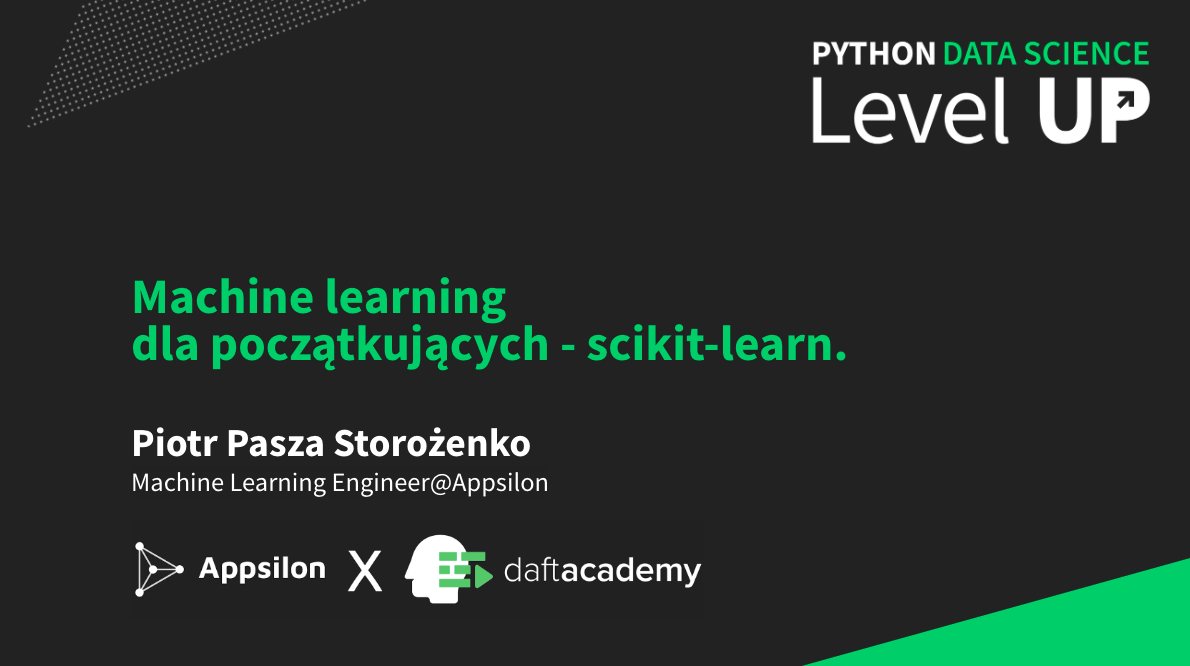 PYTHON DATA SCIENCE
Level UP
Machine learning
dla początkujących - scikit-learn.
Piotr Pasza Storożenko
Machine Learning Engineer@Appsilon
Appsilon X daftacademy